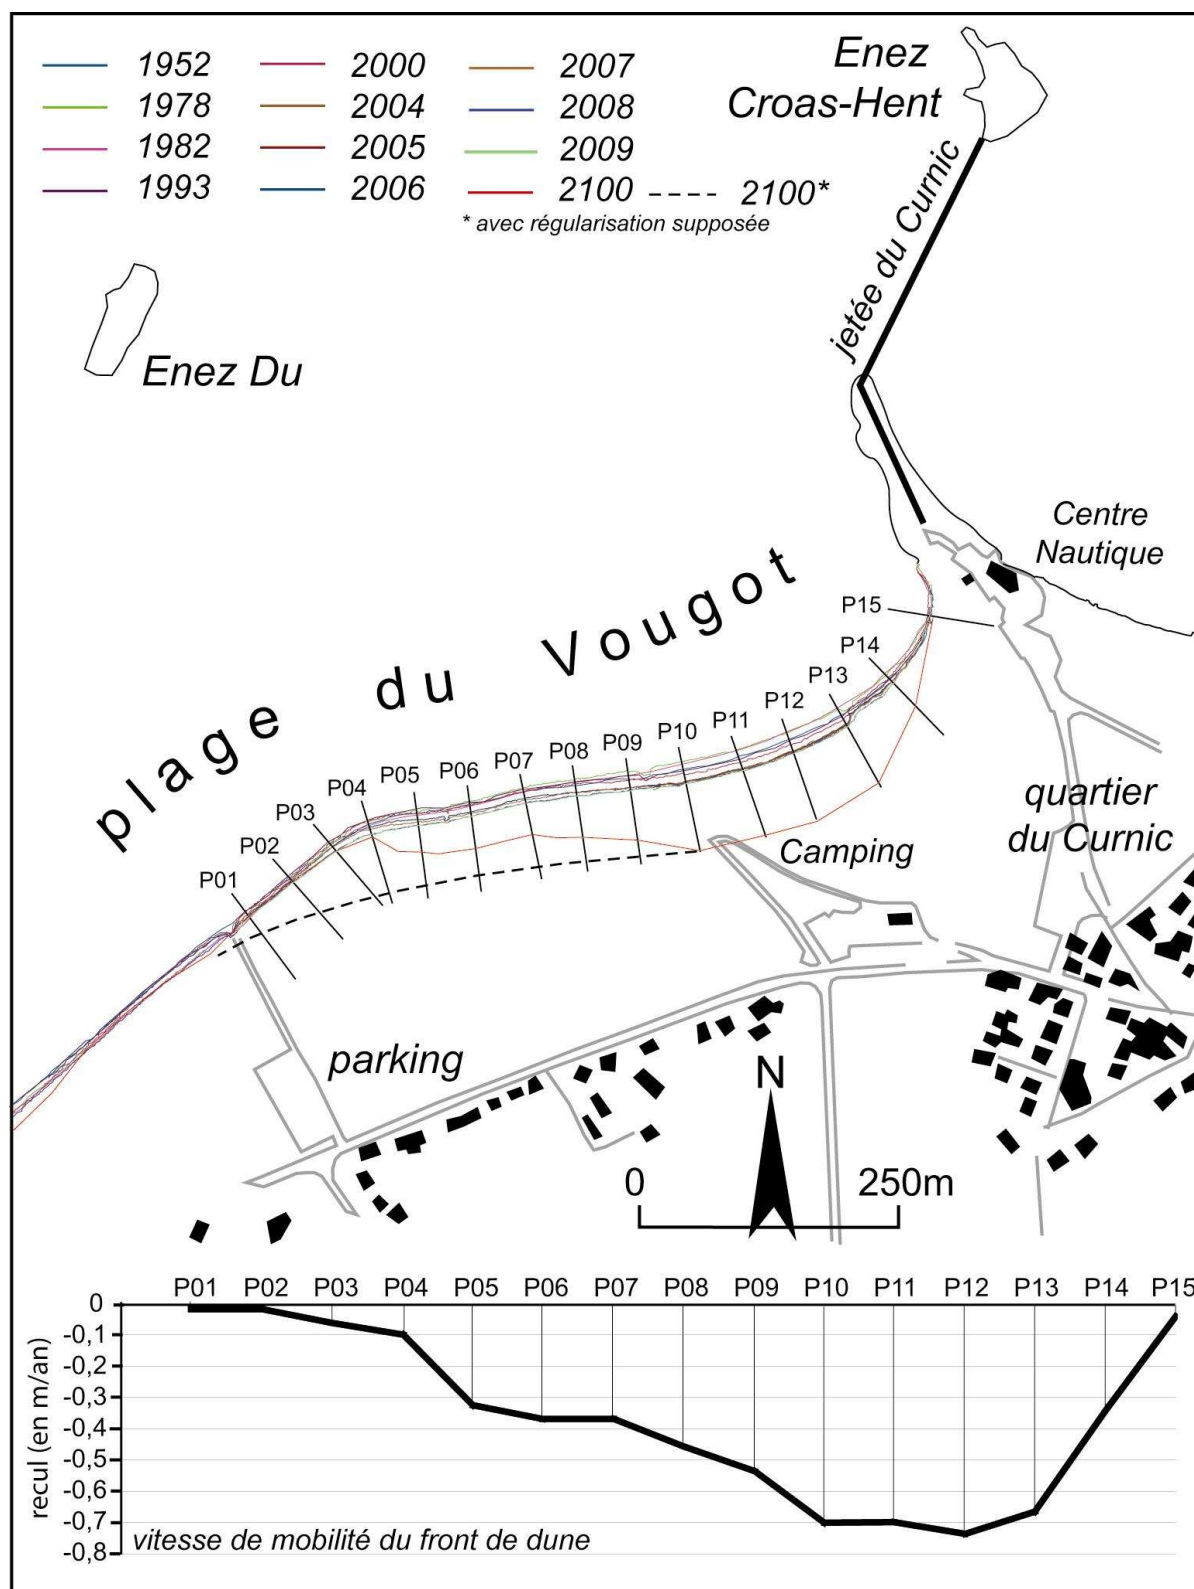 1952
2000
2007
1978
2004
2008
1982
2005
2009
1993
2006
2100
2100*
* avec régularisation supposée
Enez
Croas-Hent
jetée du Curnic
Enez Du
Centre
Nautique
plage du Vougot
P15
P14
P13
P12
P11
P10
P09
P08
P07
P06
P05
P04
P03
P02
P01
quartier
du Curnic
Camping
parking
N
0
250m
P01 P02 P03 P04 P05 P06 P07 P08 P09 P10 P11 P12 P13 P14 P15
0
-0,1
-0,2
-0,3
-0,4
-0,5
-0,6
-0,7
-0,8
recul (en m/an)
vitesse de mobilité du front de dune